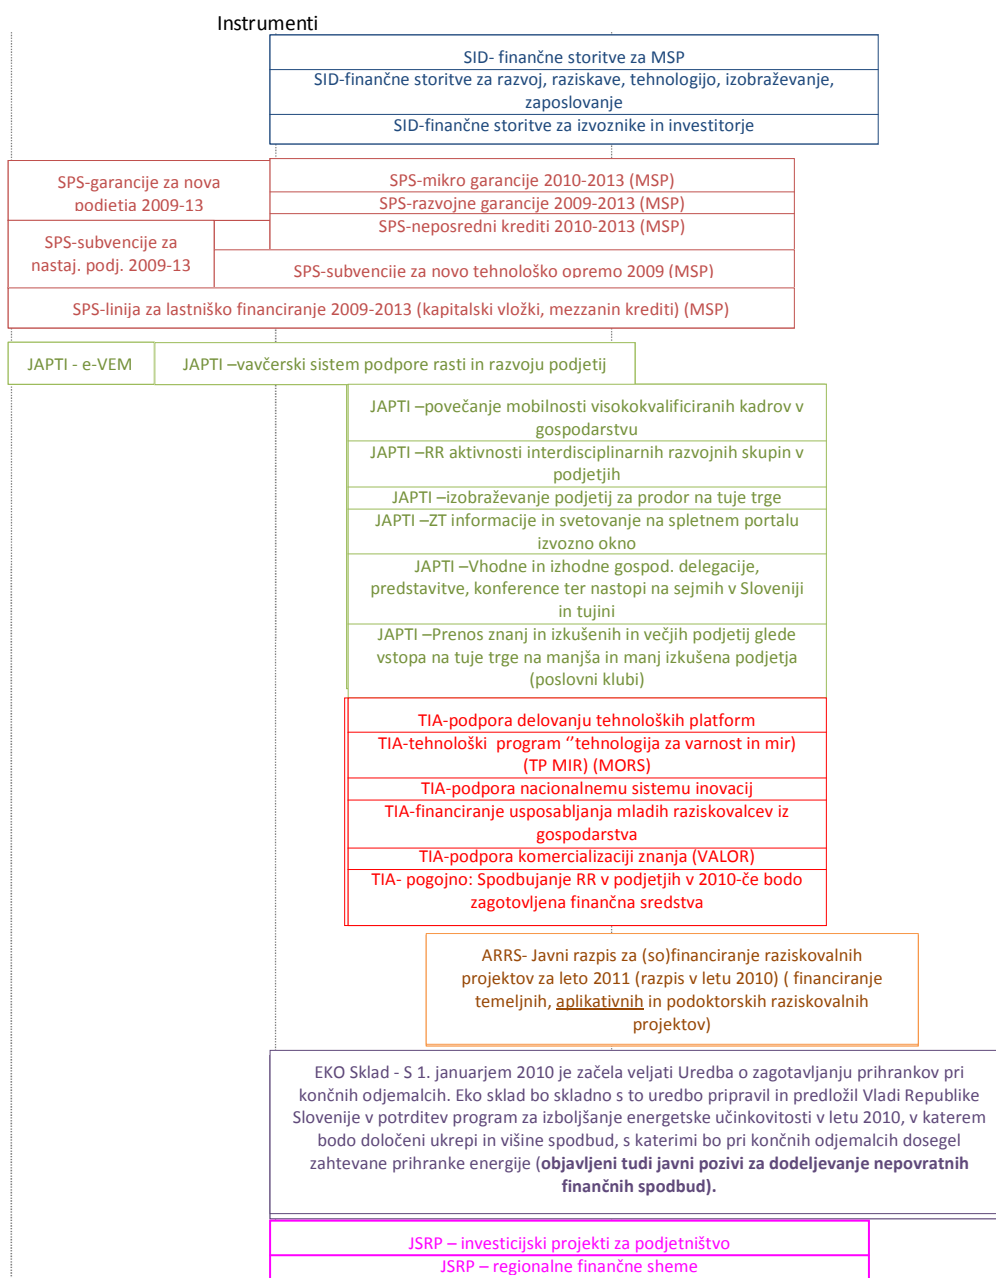 Instrumenti
SID- finančne storitve za MSP
SID-finančne storitve za razvoj, raziskave, tehnologijo, izobraževanje,
zaposlovanje
SID-finančne storitve za izvoznike in investitorje
SPS-garancije za nova
podjetja 2009-13
SPS-mikro garancije 2010-2013 (MSP)
SPS-razvojne garancije 2009-2013 (MSP)
SPS-neposredni krediti 2010-2013 (MSP)
SPS-subvencije za
nastaj. podj. 2009-13
SPS-subvencije za novo tehnološko opremo 2009 (MSP)
SPS-linija za lastniško financiranje 2009-2013 (kapitalski vložki, mezzanin krediti) (MSP)
JAPTI - e-VEM
JAPTI –vavčerski sistem podpore rasti in razvoju podjetij
JAPTI –povečanje mobilnosti visokokvalificiranih kadrov v
gospodarstvu
JAPTI –RR aktivnosti interdisciplinarnih razvojnih skupin v
podjetjih
JAPTI –izobraževanje podjetij za prodor na tuje trge
JAPTI –ZT informacije in svetovanje na spletnem portalu
izvozno okno
JAPTI –Vhodne in izhodne gospod. delegacije,
predstavitve, konference ter nastopi na sejmih v Sloveniji
in tujini
JAPTI –Prenos znanj in izkušenih in večjih podjetij glede
vstopa na tuje trge na manjša in manj izkušena podjetja
(poslovni klubi)
TIA-podpora delovanju tehnoloških platform
TIA-tehnološki  program ‘’tehnologija za varnost in mir)
(TP MIR) (MORS)
TIA-podpora nacionalnemu sistemu inovacij
TIA-financiranje usposabljanja mladih raziskovalcev iz
gospodarstva
TIA-podpora komercializaciji znanja (VALOR)
TIA- pogojno: Spodbujanje RR v podjetjih v 2010-če bodo
zagotovljena finančna sredstva
ARRS- Javni razpis za (so)financiranje raziskovalnih
projektov za leto 2011 (razpis v letu 2010) ( financiranje
temeljnih, aplikativnih in podoktorskih raziskovalnih
projektov)
EKO Sklad - S 1. januarjem 2010 je začela veljati Uredba o zagotavljanju prihrankov pri
končnih odjemalcih. Eko sklad bo skladno s to uredbo pripravil in predložil Vladi Republike
Slovenije v potrditev program za izboljšanje energetske učinkovitosti v letu 2010, v katerem
bodo določeni ukrepi in višine spodbud, s katerimi bo pri končnih odjemalcih dosegel
zahtevane prihranke energije (objavljeni tudi javni pozivi za dodeljevanje nepovratnih
finančnih spodbud).
JSRP – investicijski projekti za podjetništvo
JSRP – regionalne finančne sheme